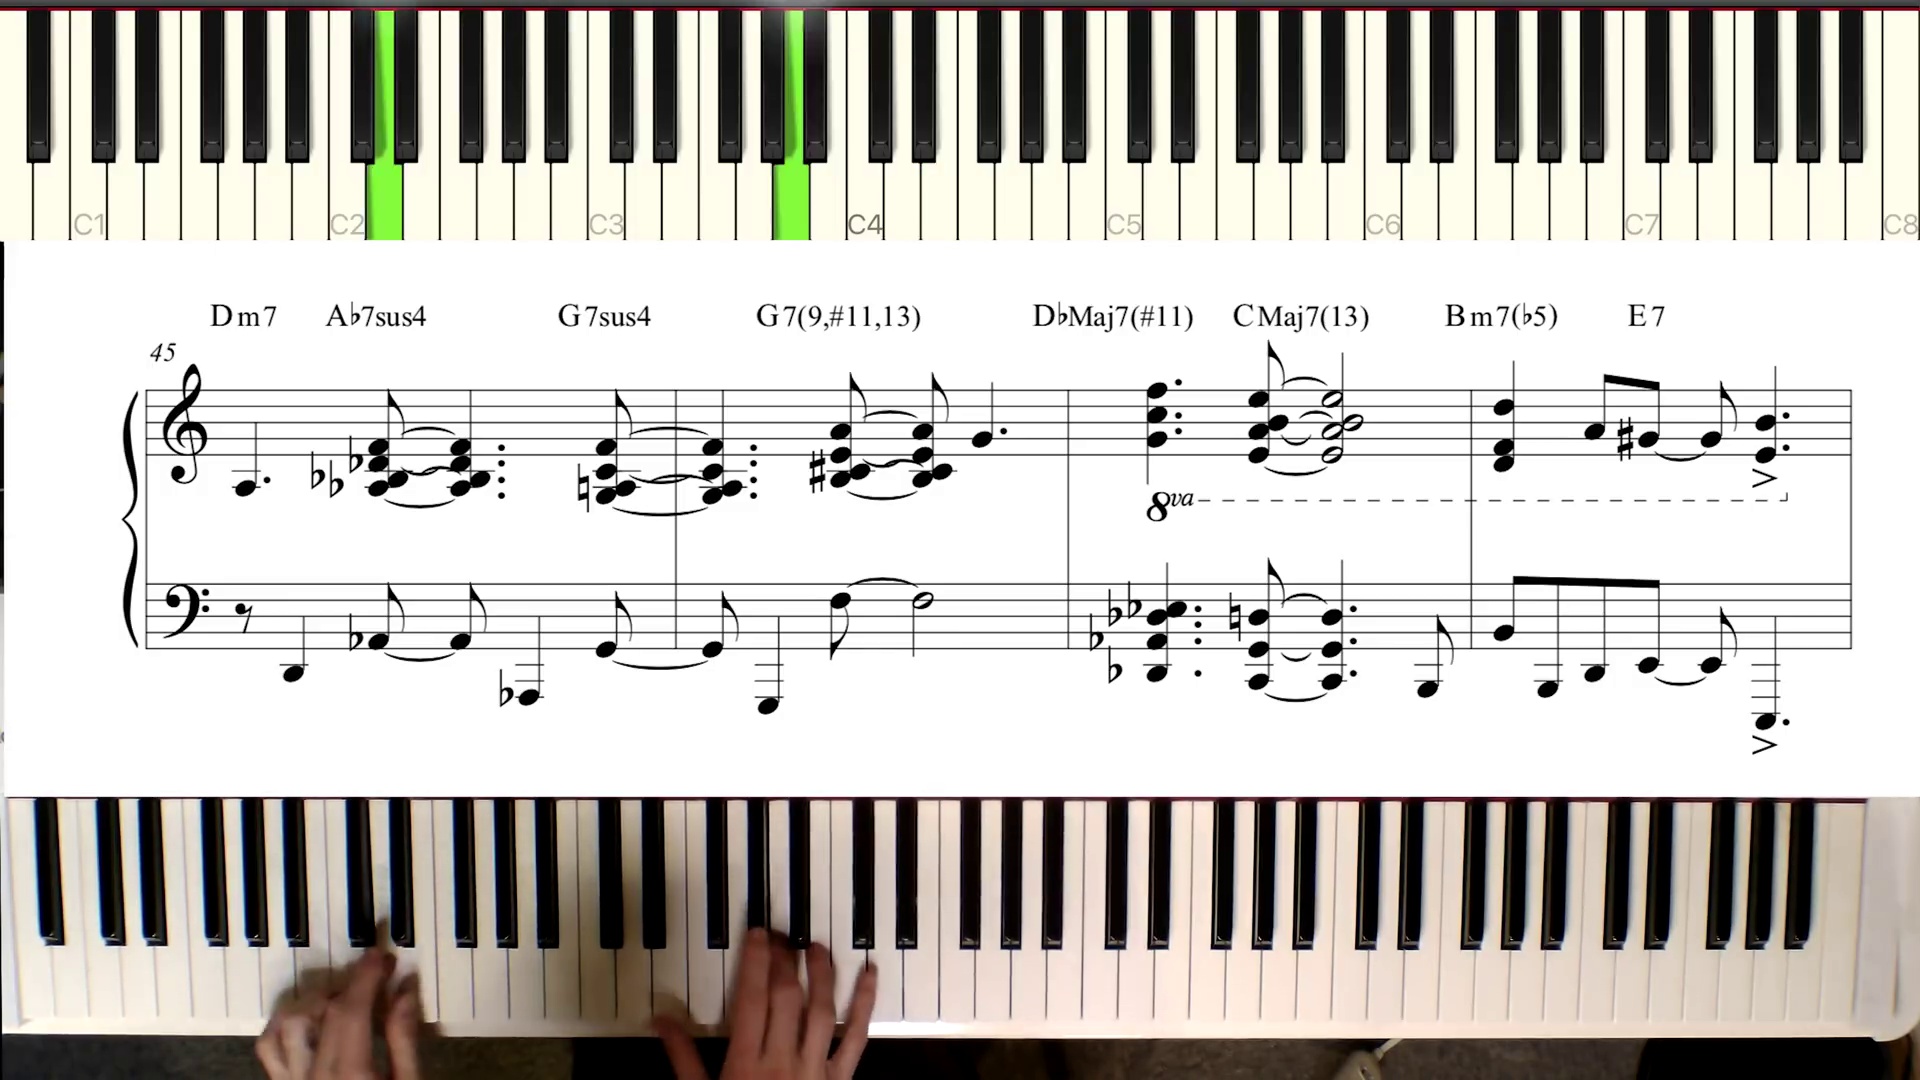 C1 C2 C3 C4 C5 C6 C7 C8
Dm7 A♭7sus4 G7sus4 G7(9,#11,13) D♭Maj7(#11) CMaj7(13) Bm7(♭5) E7
45
8va